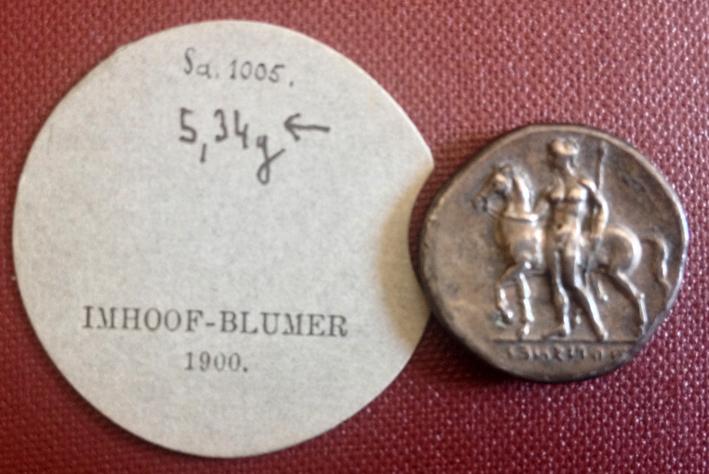 Sa. 1005.
5,34g ←
IMHOOF-BLUMER
1900.